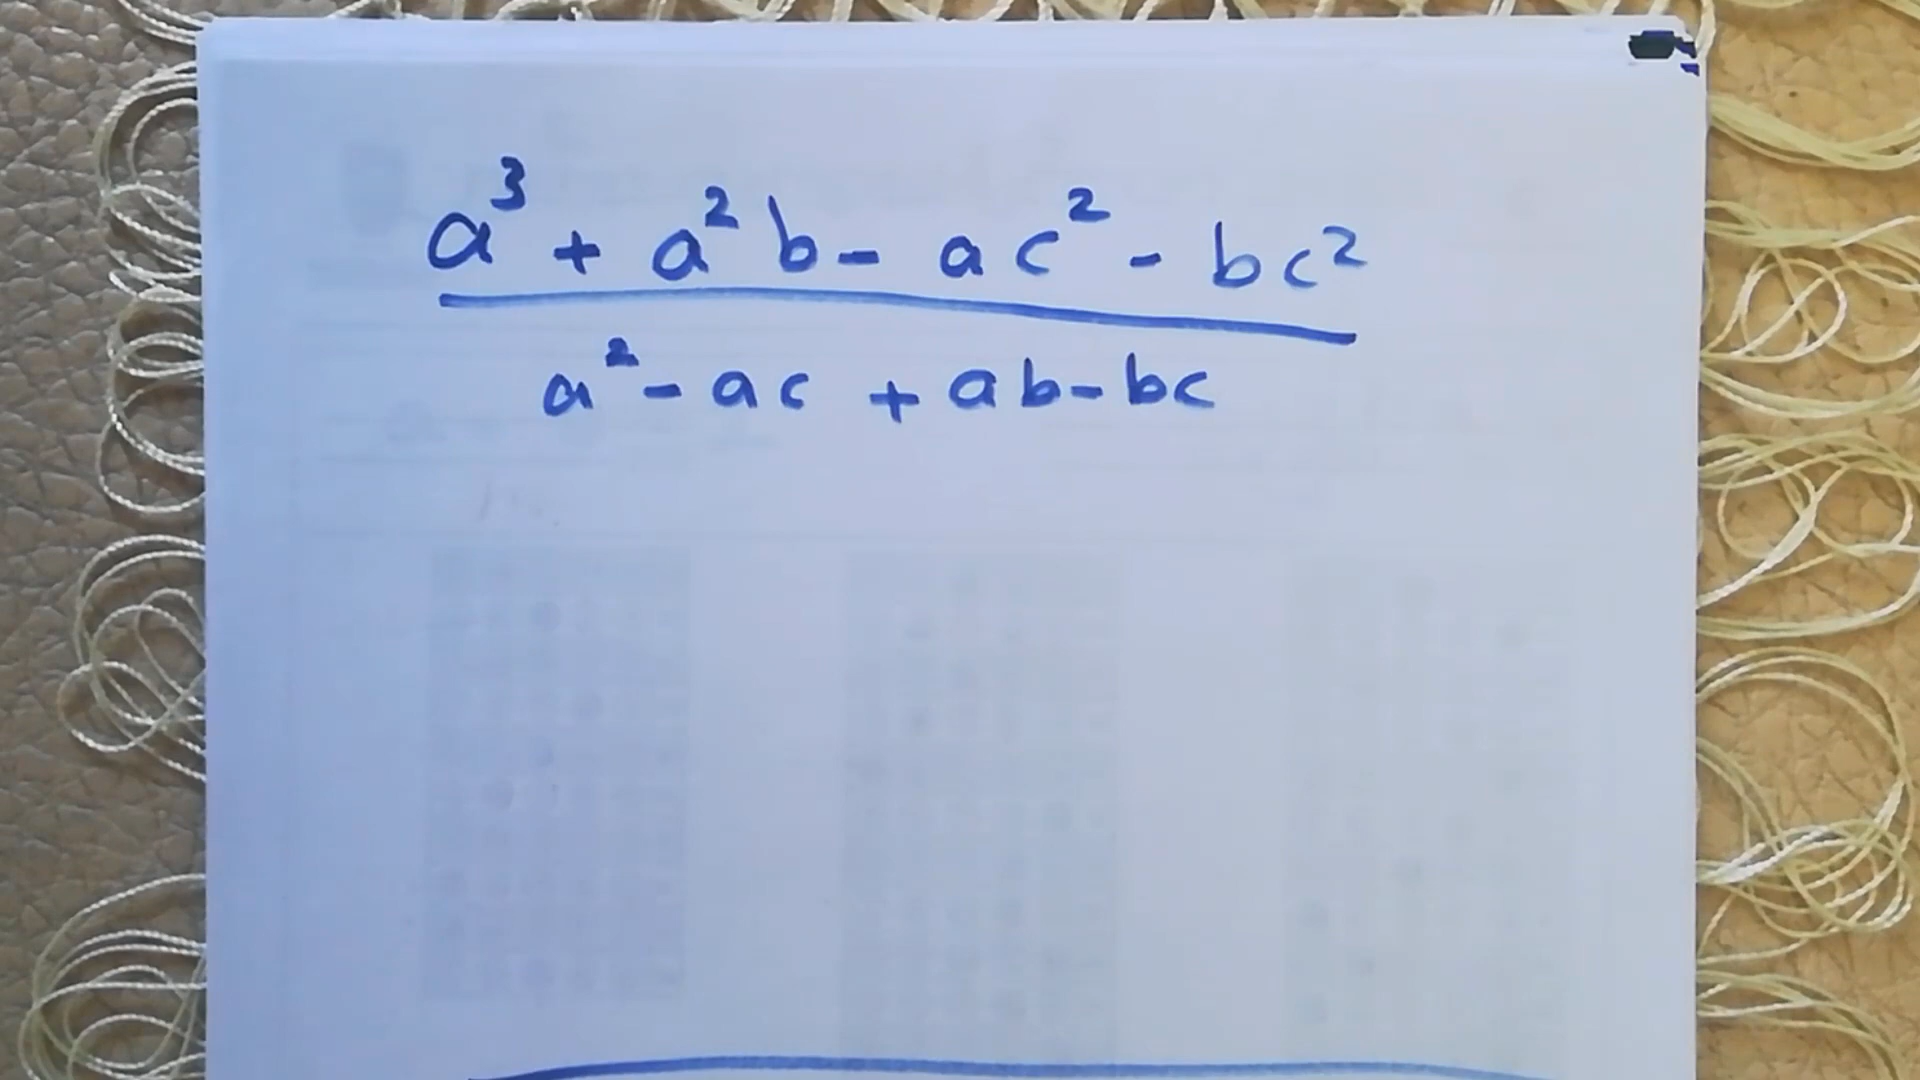 a³ + a²b - ac² - bc²
a² - ac + ab - bc